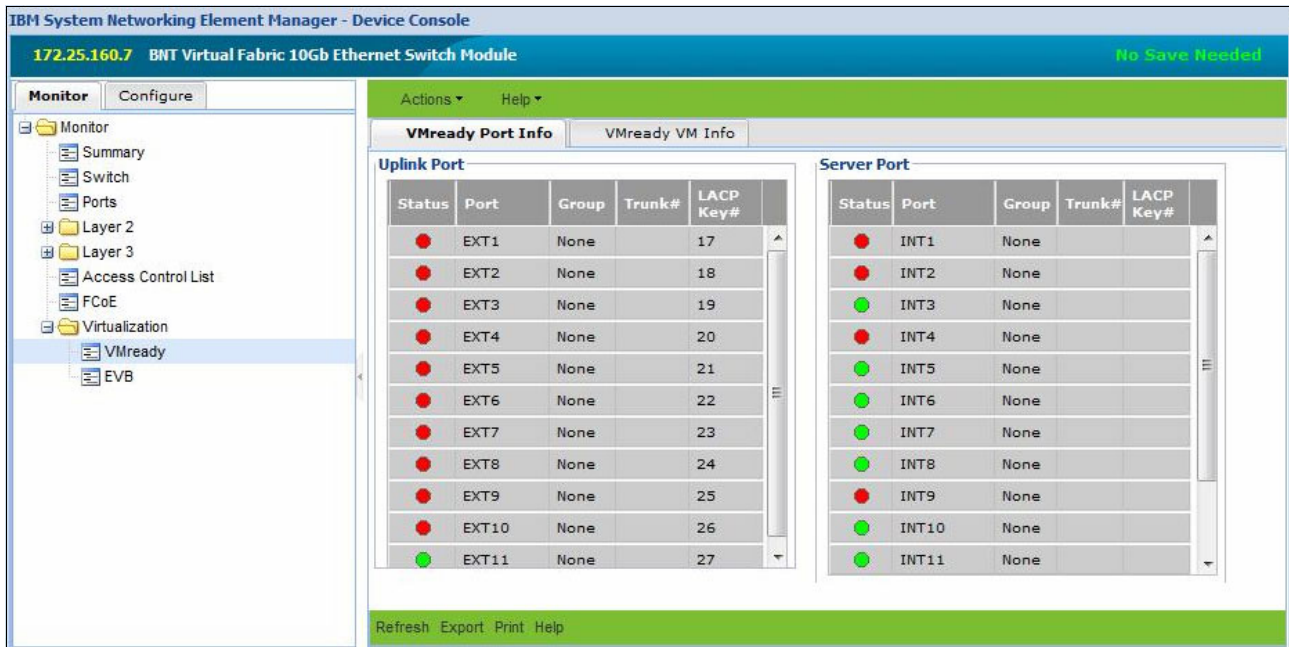 IBM System Networking Element Manager - Device Console
172.25.160.7 BNT Virtual Fabric 10Gb Ethernet Switch Module No Save Needed
Monitor Configure
Monitor
Summary
Switch
Ports
Layer 2
Layer 3
Access Control List
FCoE
Virtualization
VMready
EVB
Actions Help
VMready Port Info VMready VM Info
Uplink Port
Status Port Group Trunk# LACP Key#
EXT1 None 17
EXT2 None 18
EXT3 None 19
EXT4 None 20
EXT5 None 21
EXT6 None 22
EXT7 None 23
EXT8 None 24
EXT9 None 25
EXT10 None 26
EXT11 None 27
Server Port
Status Port Group Trunk# LACP Key#
INT1 None
INT2 None
INT3 None
INT4 None
INT5 None
INT6 None
INT7 None
INT8 None
INT9 None
INT10 None
INT11 None
Refresh Export Print Help